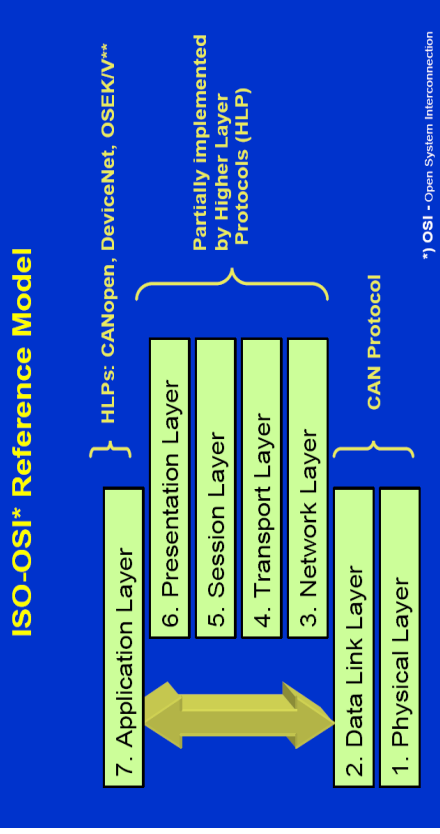 ISO-OSI* Reference Model
7. Application Layer
HLPs: CANopen, DeviceNet, OSEK/V**
6. Presentation Layer
5. Session Layer
4. Transport Layer
3. Network Layer
Partially implemented
by Higher Layer
Protocols (HLP)
2. Data Link Layer
1. Physical Layer
CAN Protocol
*) OSI - Open System Interconnection